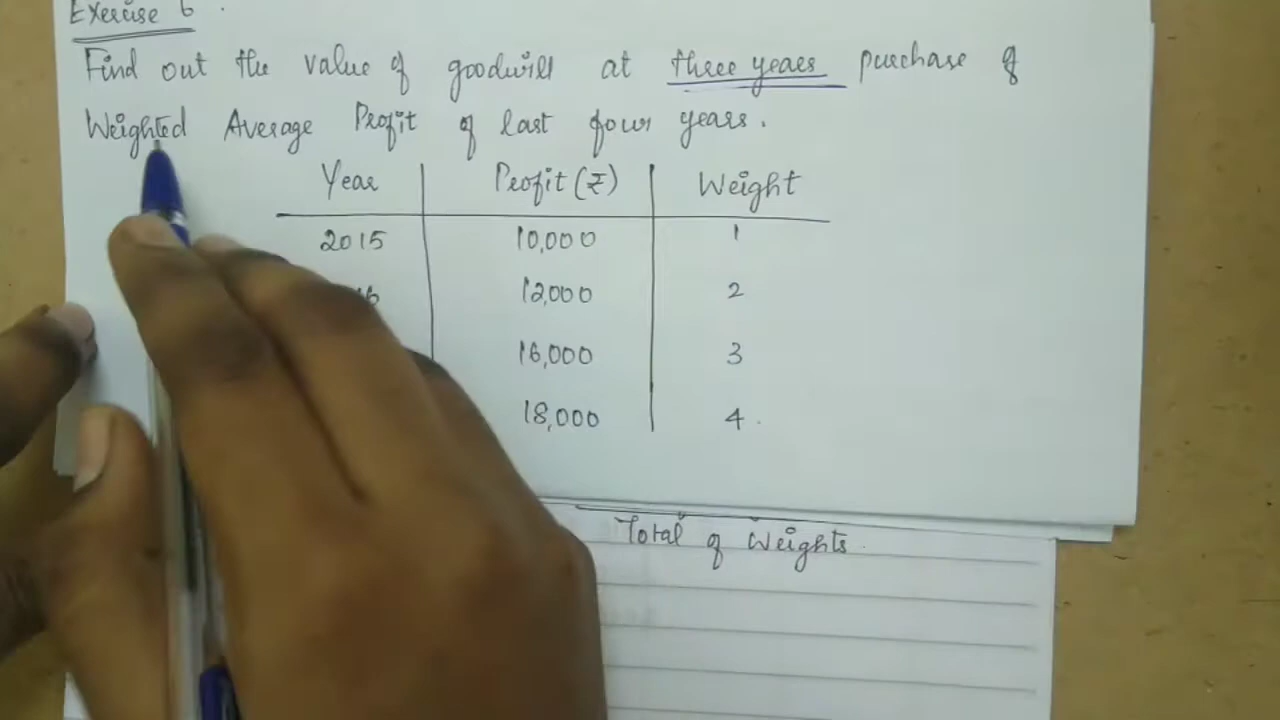 Exercise 6.
Find out the value of goodwill at three years purchase of
Weighted Average Profit of last four years.
Year Profit (₹) Weight
2015 10,000 1
12,000 2
16,000 3
18,000 4.
Total of Weights